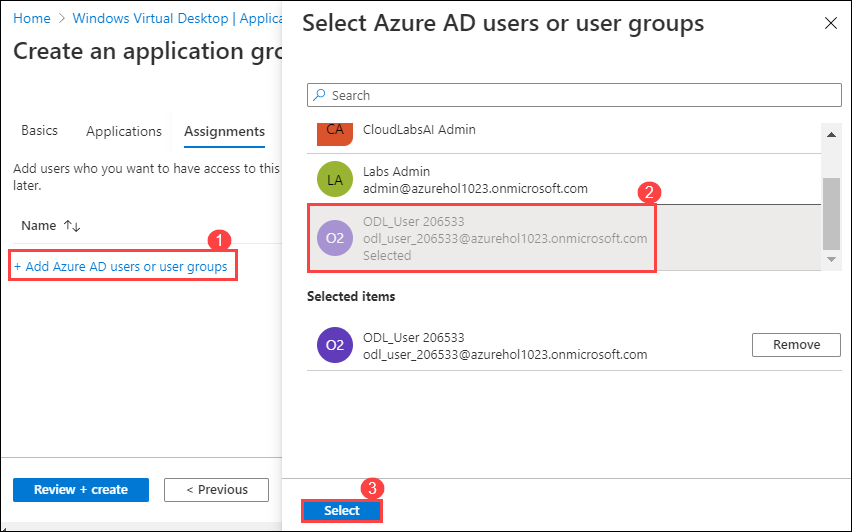 Home > Windows Virtual Desktop | Applica
Create an application gro
Basics
Applications
Assignments
Add users who you want to have access to this
later.
Name ↑↓
1
+ Add Azure AD users or user groups
Review + create
< Previous
Select Azure AD users or user groups
Search
CA
CloudLabsAI Admin
LA
Labs Admin
admin@azurehol1023.onmicrosoft.com
2
O2
ODL_User 206533
odl_user_206533@azurehol1023.onmicrosoft.com
Selected
Selected items
O2
ODL_User 206533
odl_user_206533@azurehol1023.onmicrosoft.com
Remove
3
Select